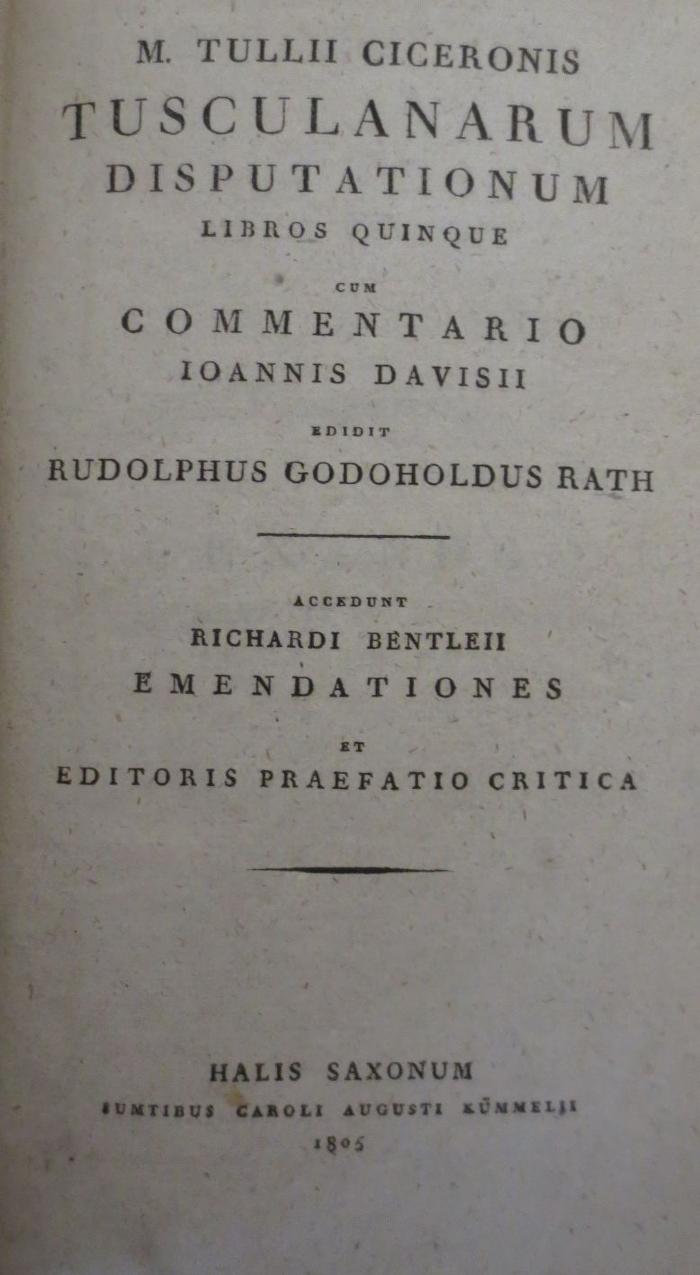 M. TULLII CICERONIS
TUSCULANARUM
DISPUTATIONUM
LIBROS QUINQUE
CUM
COMMENTARIO
IOANNIS DAVISII
EDIDIT
RUDOLPHUS GODOHOLDUS RATH
ACCEDUNT
RICHARDI BENTLEII
EMENDATIONES
ET
EDITORIS PRAEFATIO CRITICA
HALIS SAXONUM
SUMTIBUS CAROLI AUGUSTI KÜMMELII
1805